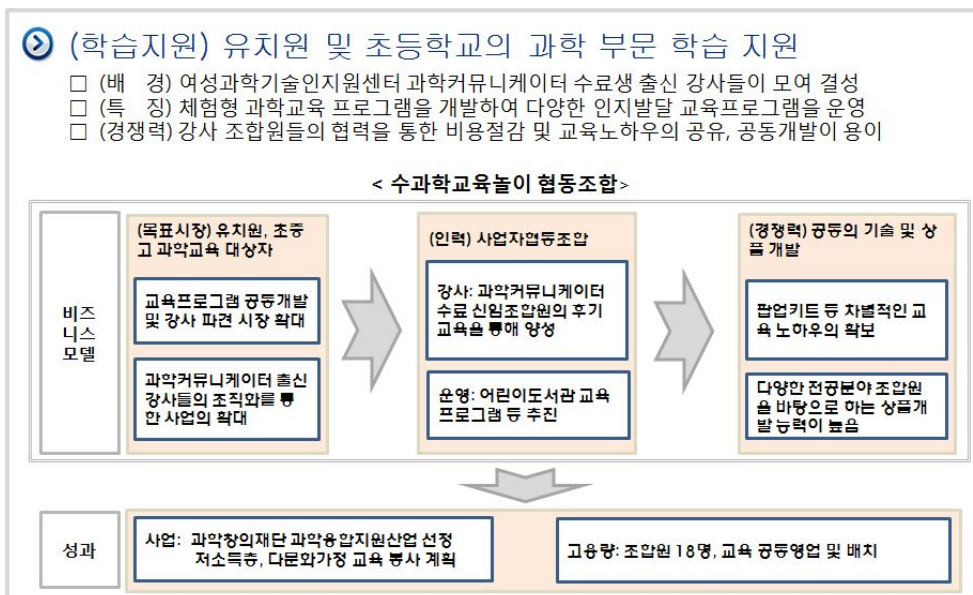 (학습지원) 유치원 및 초등학교의 과학 부문 학습 지원
□ (배 경) 여성과학기술인지원센터 과학커뮤니케이터 수료생 출신 강사들이 모여 결성
□ (특 징) 체험형 과학교육 프로그램을 개발하여 다양한 인지발달 교육프로그램을 운영
□ (경쟁력) 강사 조합원들의 협력을 통한 비용절감 및 교육노하우의 공유, 공동개발이 용이
< 수과학교육놀이 협동조합>
비즈
니스
모델
(목표시장) 유치원, 초중
고 과학교육 대상자
교육프로그램 공동개발
및 강사 파견 시장 확대
과학커뮤니케이터 출신
강사들의 조직화를 통
한 사업의 확대
(인력) 사업자협동조합
강사: 과학커뮤니케이터
수료 신임조합원의 후기
교육을 통해 양성
운영: 어린이도서관 교육
프로그램 등 추진
(경쟁력) 공동의 기술 및 상
품 개발
팝업키트 등 차별적인 교
육 노하우의 확보
다양한 전공분야 조합원
을 바탕으로 하는 상품개
발 능력이 높음
성과
사업: 과학창의재단 과학융합지원산업 선정
저소득층, 다문화가정 교육 봉사 계획
고용량: 조합원 18명, 교육 공동영업 및 배치